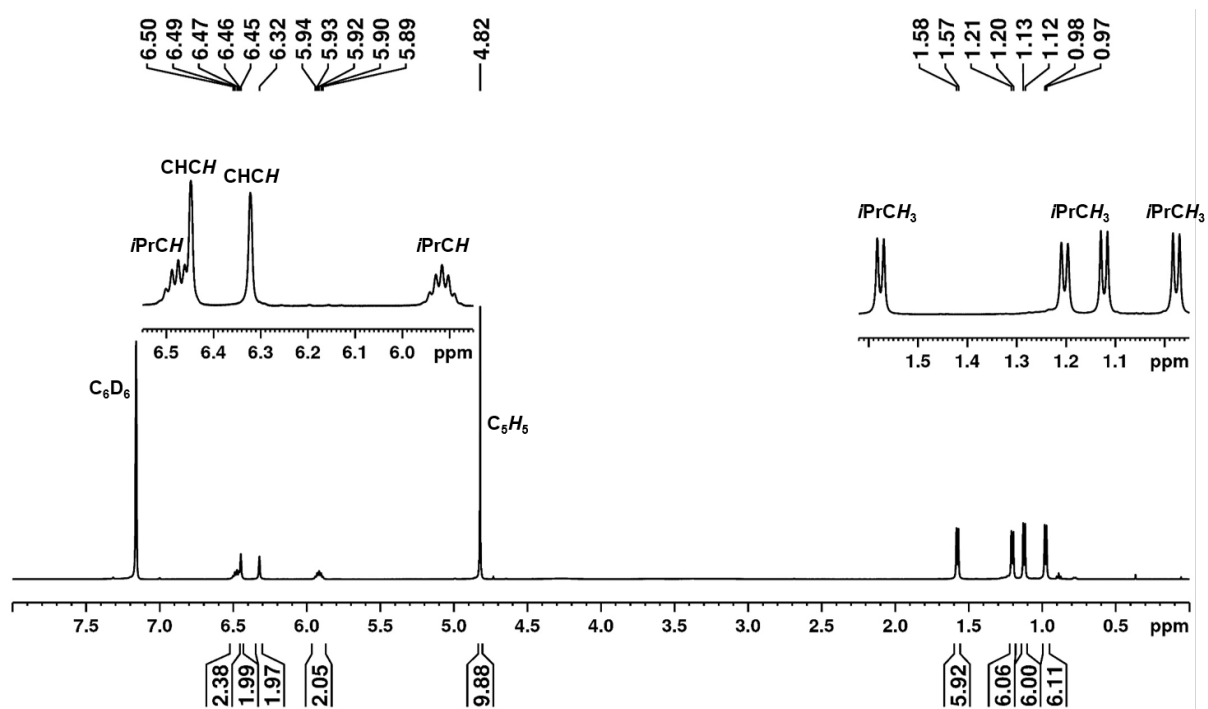 6.50 6.49 6.47 6.46 6.45 6.32 5.94 5.93 5.92 5.90 5.89 4.82 1.58 1.57 1.21 1.20 1.13 1.12 0.98 0.97
CHCH
CHCH
iPrCH
iPrCH
6.5 6.4 6.3 6.2 6.1 6.0 ppm
iPrCH₃
iPrCH₃
iPrCH₃
1.5 1.4 1.3 1.2 1.1 ppm
C₆D₆
C₅H₅
7.5 7.0 6.5 6.0 5.5 5.0 4.5 4.0 3.5 3.0 2.5 2.0 1.5 1.0 0.5 ppm
2.38 1.99 1.97 2.05 9.88 5.92 6.06 6.00 6.11